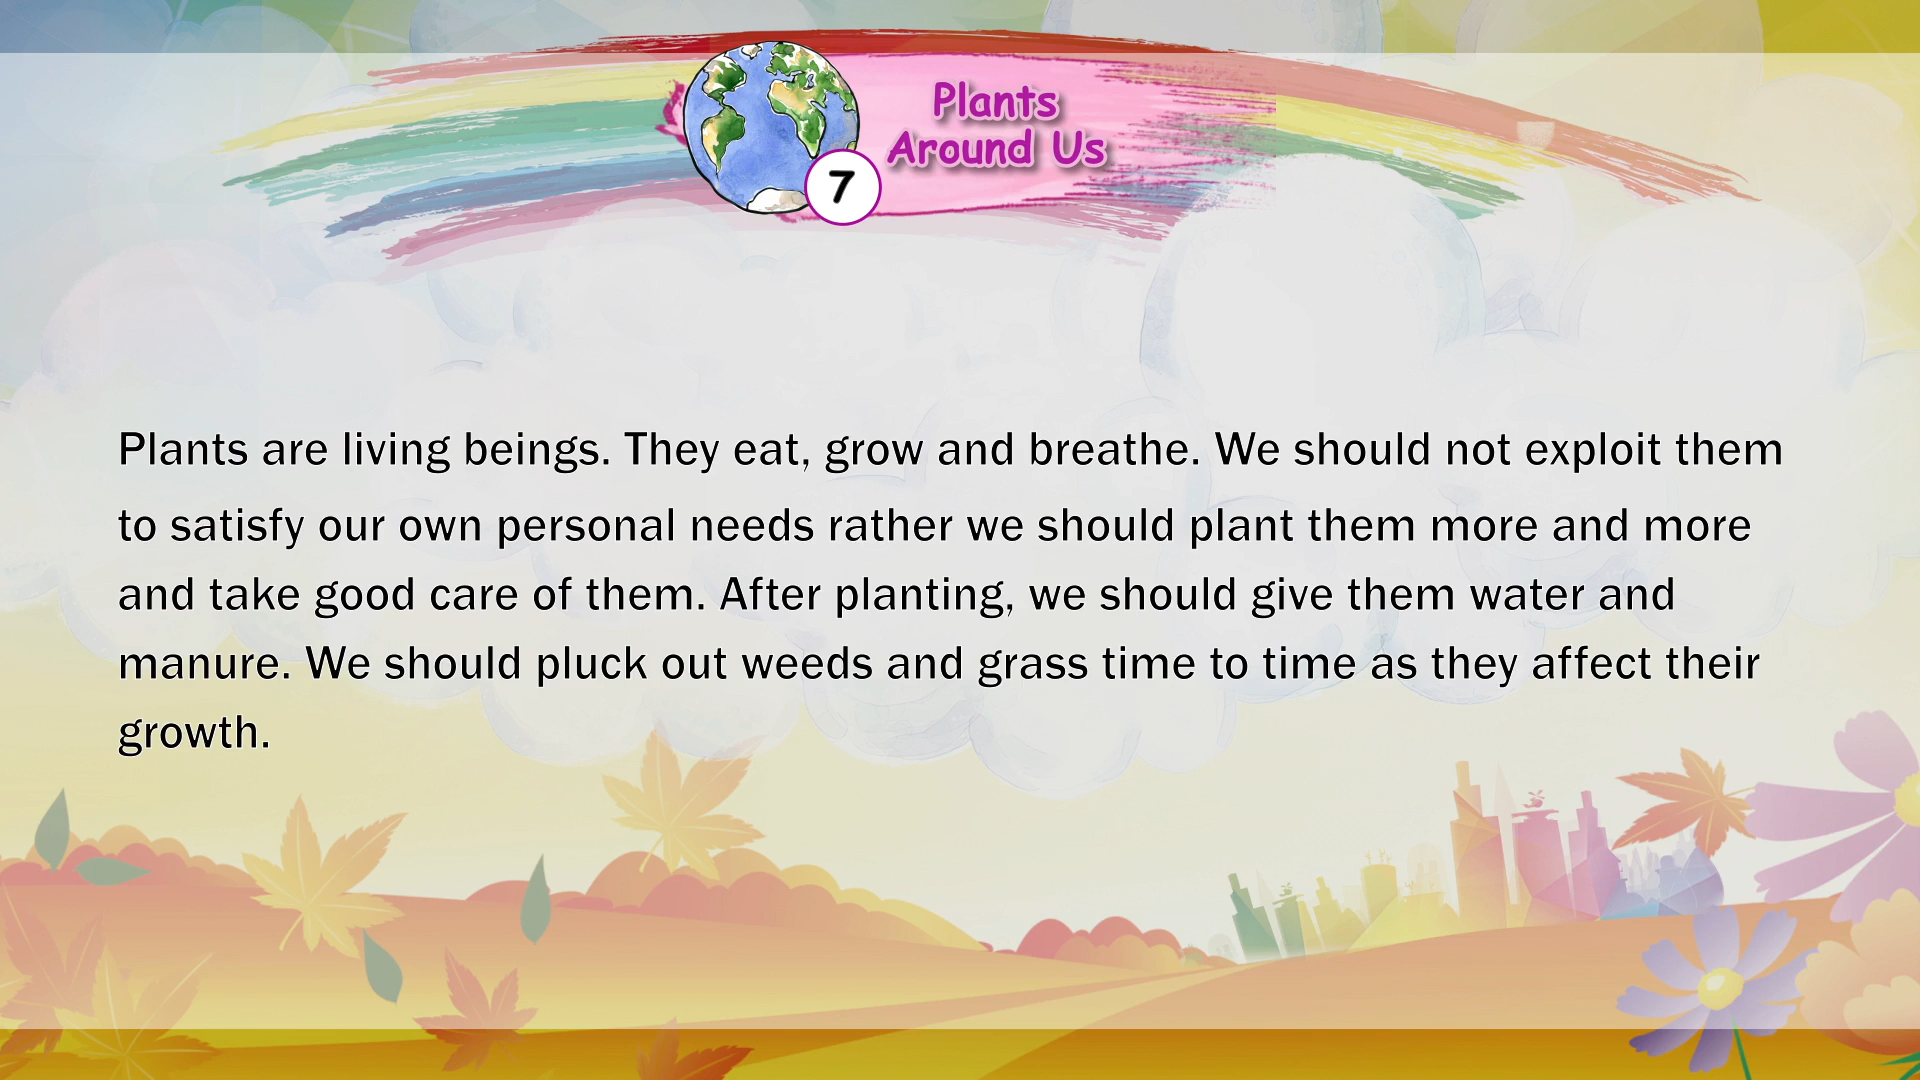 Plants
Around Us
7
Plants are living beings. They eat, grow and breathe. We should not exploit them
to satisfy our own personal needs rather we should plant them more and more
and take good care of them. After planting, we should give them water and
manure. We should pluck out weeds and grass time to time as they affect their
growth.